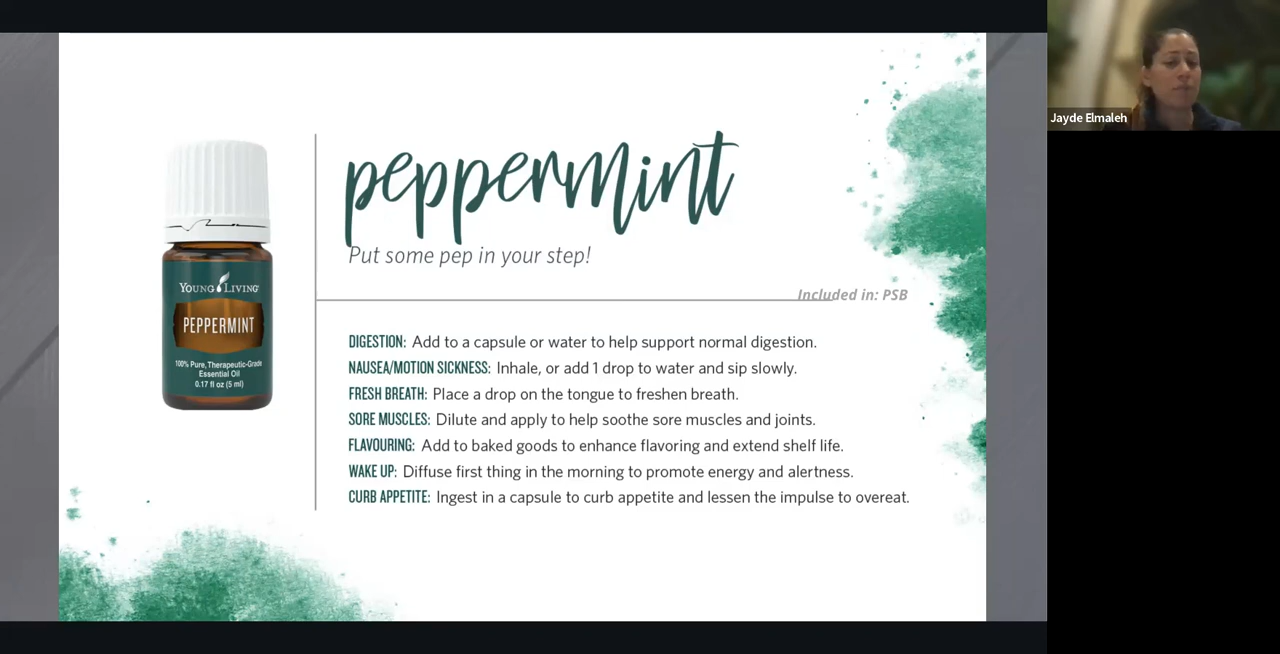 Jayde Elmaleh
peppermint
Put some pep in your step!
Included in: PSB
YOUNG LIVING
PEPPERMINT
100% Pure, Therapeutic-Grade
Essential Oil
0.17 fl oz (5 ml)
DIGESTION: Add to a capsule or water to help support normal digestion.
NAUSEA/MOTION SICKNESS: Inhale, or add 1 drop to water and sip slowly.
FRESH BREATH: Place a drop on the tongue to freshen breath.
SORE MUSCLES: Dilute and apply to help soothe sore muscles and joints.
FLAVOURING: Add to baked goods to enhance flavoring and extend shelf life.
WAKE UP: Diffuse first thing in the morning to promote energy and alertness.
CURB APPETITE: Ingest in a capsule to curb appetite and lessen the impulse to overeat.